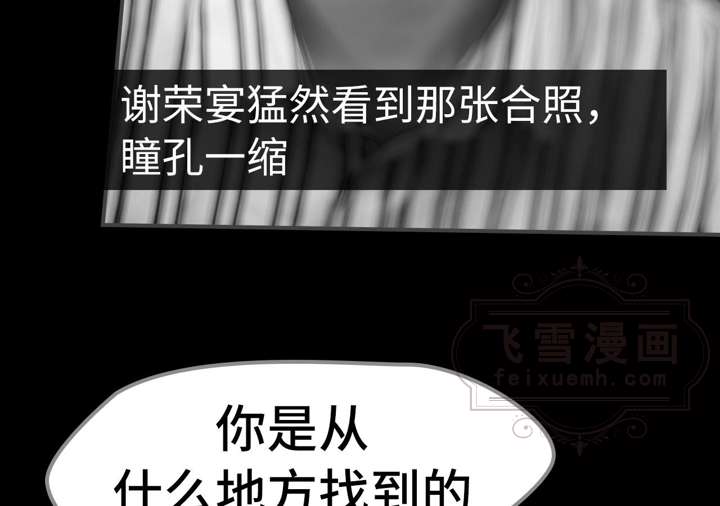 谢荣宴猛然看到那张合照，
瞳孔一缩
飞雪漫画
feixuemh.com
你是从
什么地方找到的